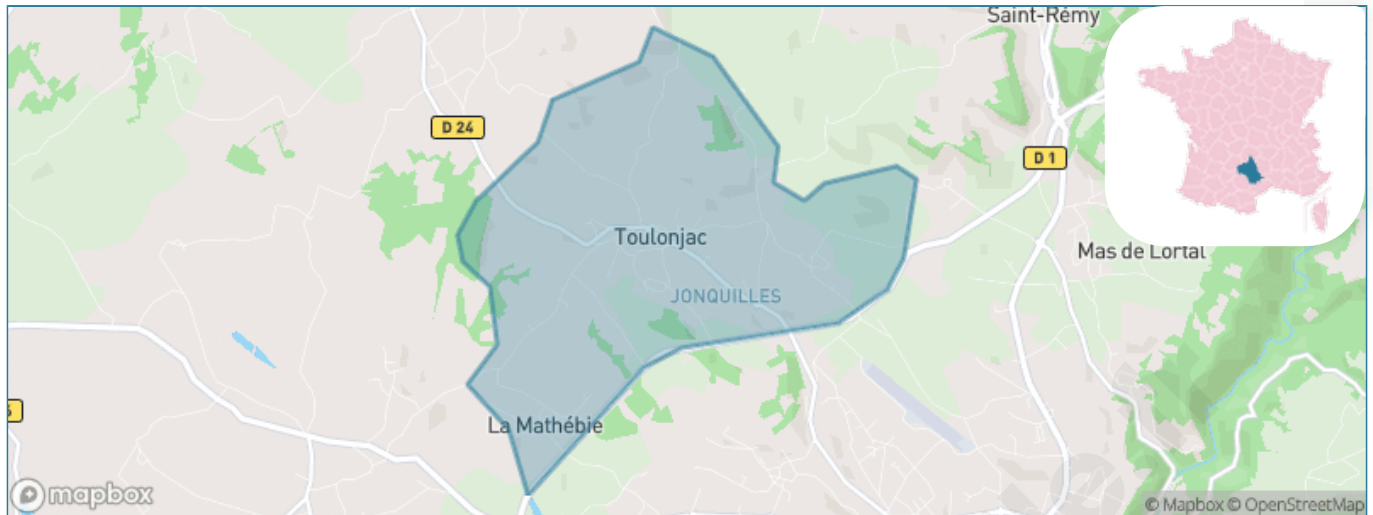 Saint-Rémy
D 24
D 1
Toulonjac
Mas de Lortal
JONQUILLES
La Mathébie
mapbox
© Mapbox © OpenStreetMap